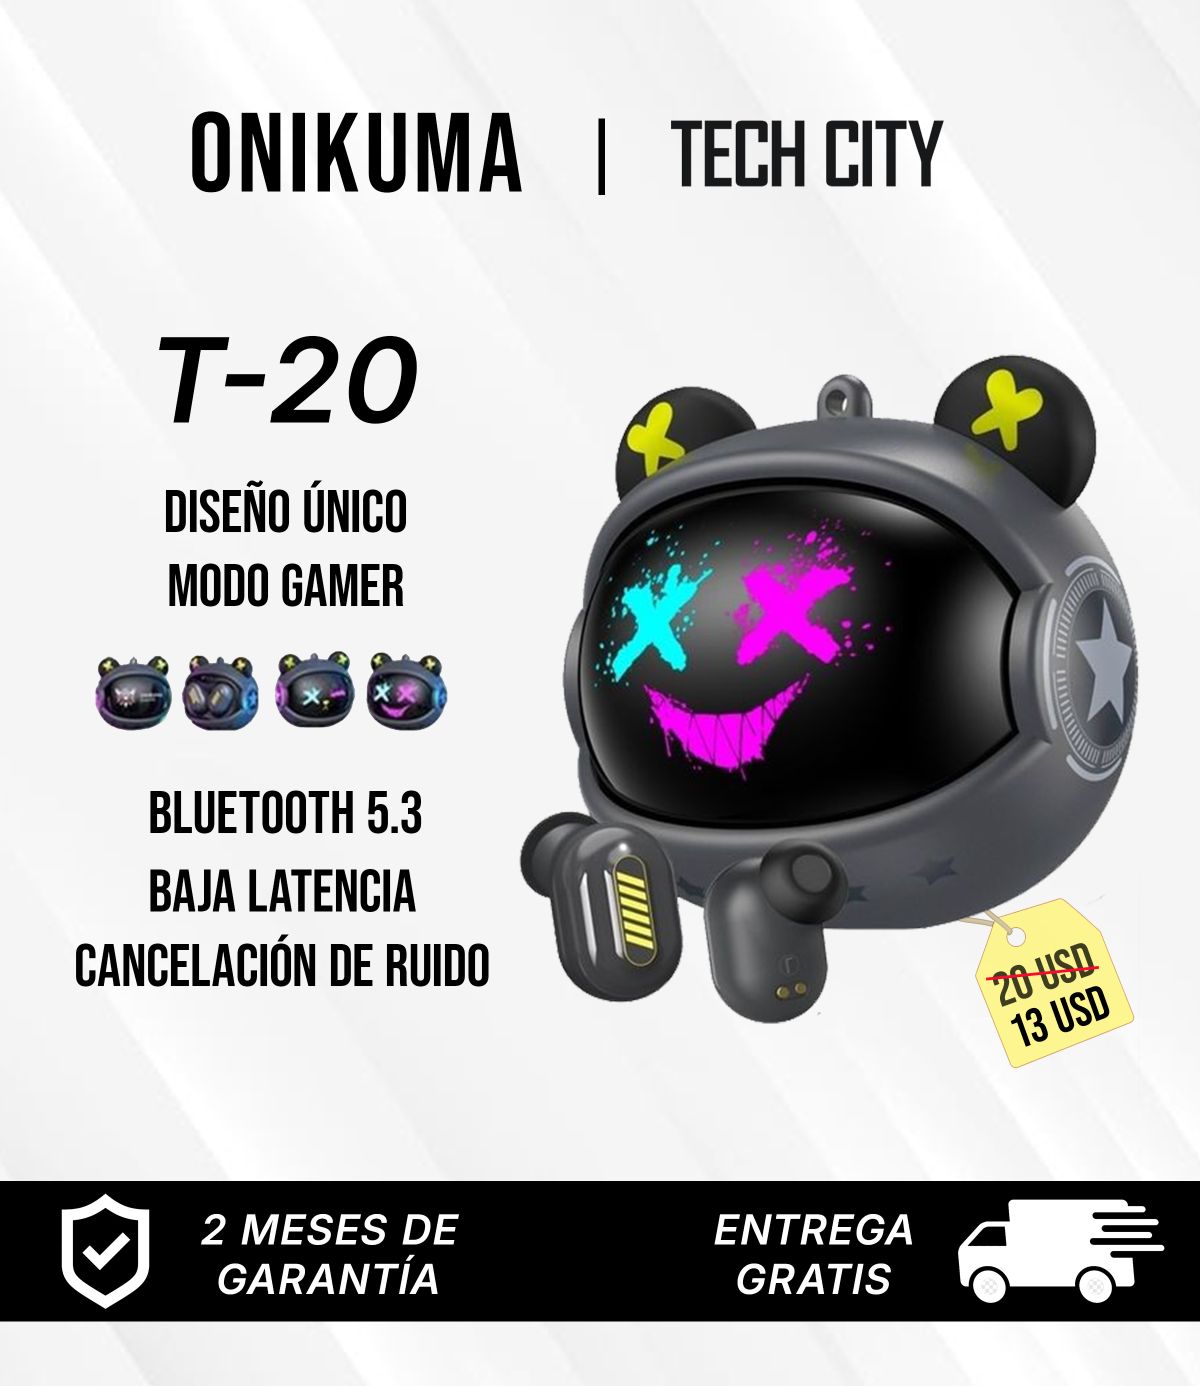 ONIKUMA | TECH CITY
T-20
DISEÑO ÚNICO
MODO GAMER
BLUETOOTH 5.3
BAJA LATENCIA
CANCELACIÓN DE RUIDO
20 USD
13 USD
2 MESES DE
GARANTÍA
ENTREGA
GRATIS